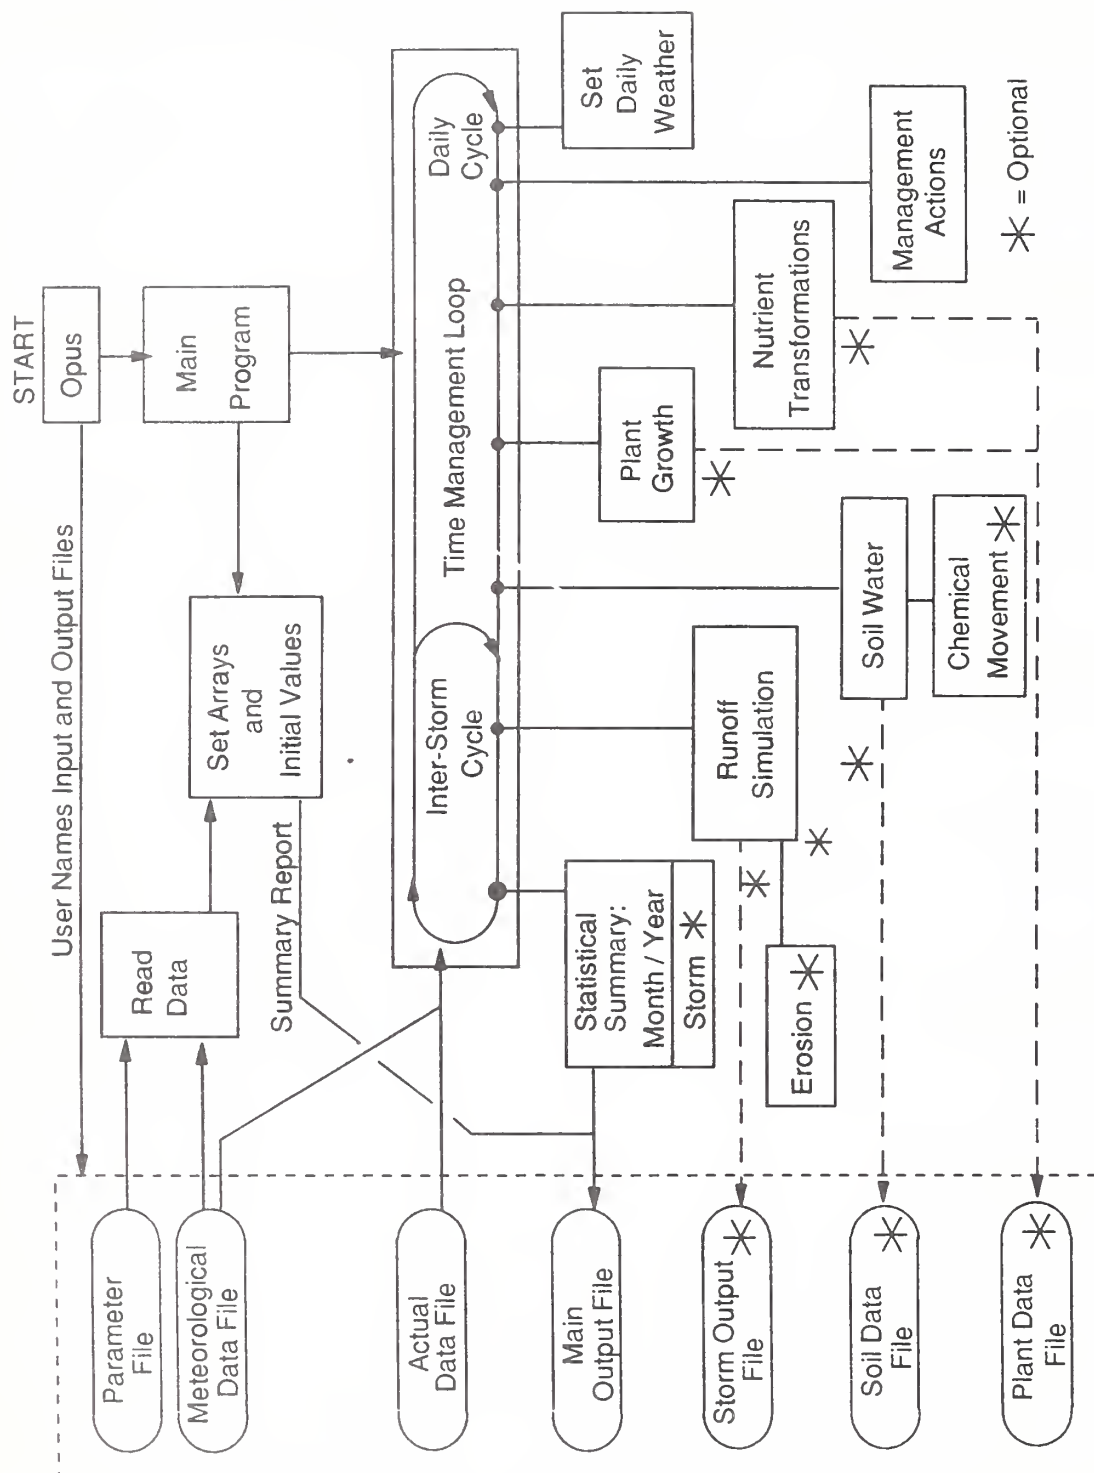 START
Opus
User Names Input and Output Files
Main
Program
Set Arrays
and
Initial Values
Read
Data
Summary Report
Parameter
File
Meteorological
Data File
Actual
Data File
Main
Output File
Storm Output
File *
Soil Data
File *
Plant Data
File *
Inter-Storm
Cycle
Time Management Loop
Daily
Cycle
Set
Daily
Weather
Management
Actions
Nutrient
Transformations
*
Plant
Growth
*
Soil Water
*
Chemical
Movement *
Runoff
Simulation
*
*
Erosion *
Statistical
Summary:
Month / Year
Storm *
* = Optional